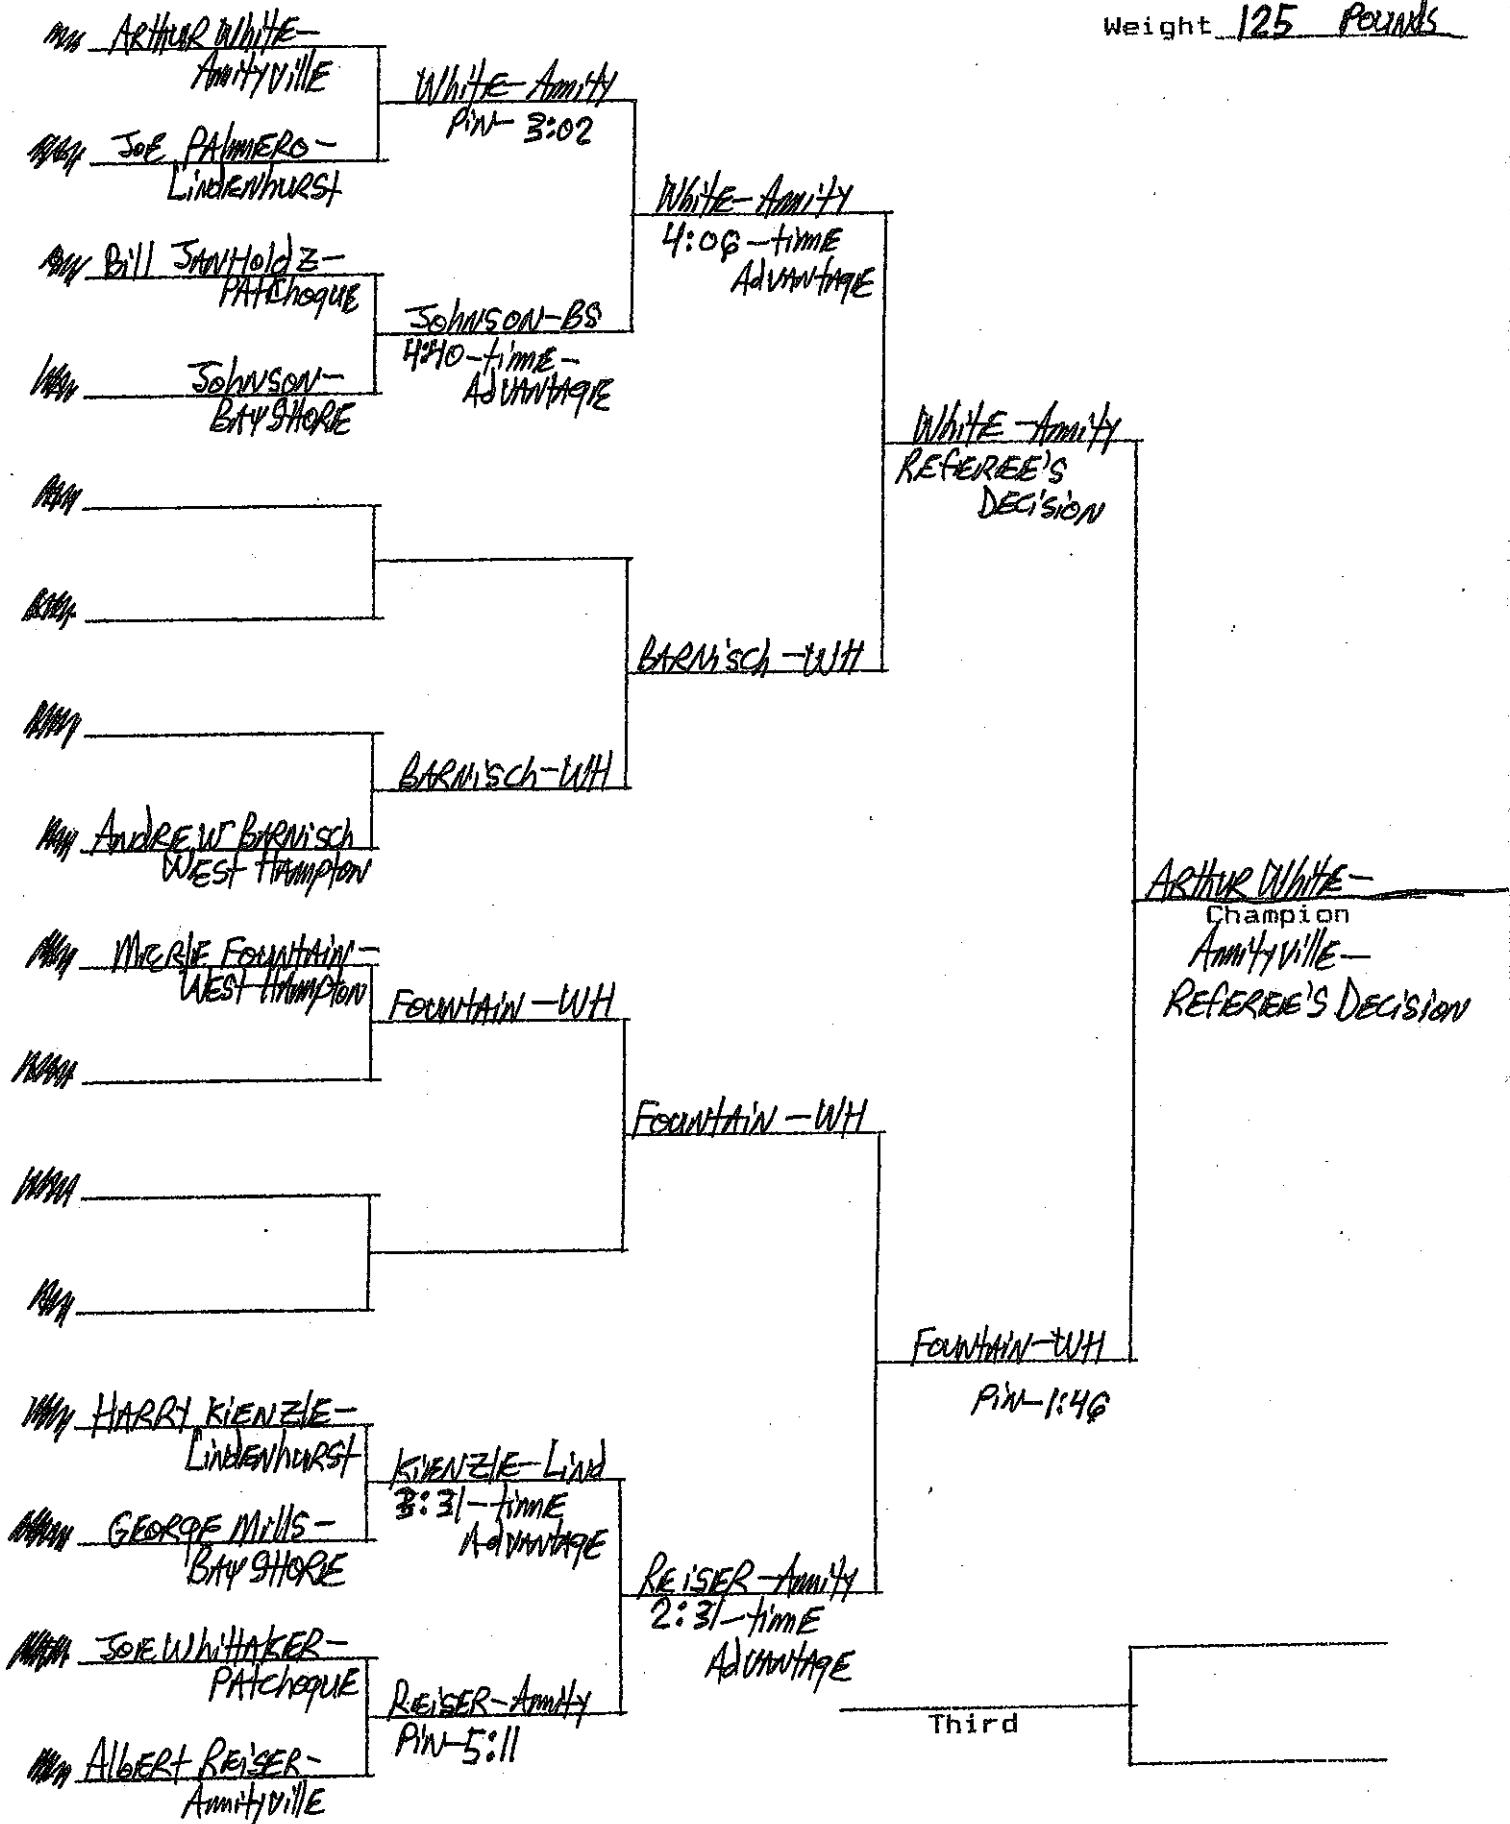 Weight 125 POUNDS
ARTHUR WHITE-
AMITYVILLE
WHITE-AMITY
PIN-3:02
JOE PALMERO-
LINDENHURST
WHITE-AMITY
4:06-TIME
ADVANTAGE
BILL JANHOLDZ-
PATCHOGUE
JOHNSON-BS
4:40-TIME-
ADVANTAGE
JOHNSON-
BAY SHORE
WHITE-AMITY
REFEREE'S
DECISION
BARNISCH-WH
BARNISCH-WH
ANDREW BARNISCH
WEST HAMPTON
ARTHUR WHITE-
Champion
AMITYVILLE-
REFEREE'S DECISION
MERLE FOUNTAIN-
WEST HAMPTON
FOUNTAIN-WH
FOUNTAIN-WH
FOUNTAIN-WH
PIN-1:46
HARRY KIENZLE-
LINDENHURST
KIENZLE-LIND
3:31-TIME
ADVANTAGE
GEORGE MILLS-
BAY SHORE
REISER-AMITY
2:31-TIME
ADVANTAGE
JOE WHITTAKER-
PATCHOGUE
REISER-AMITY
PIN-5:11
Third
ALBERT REISER-
AMITYVILLE